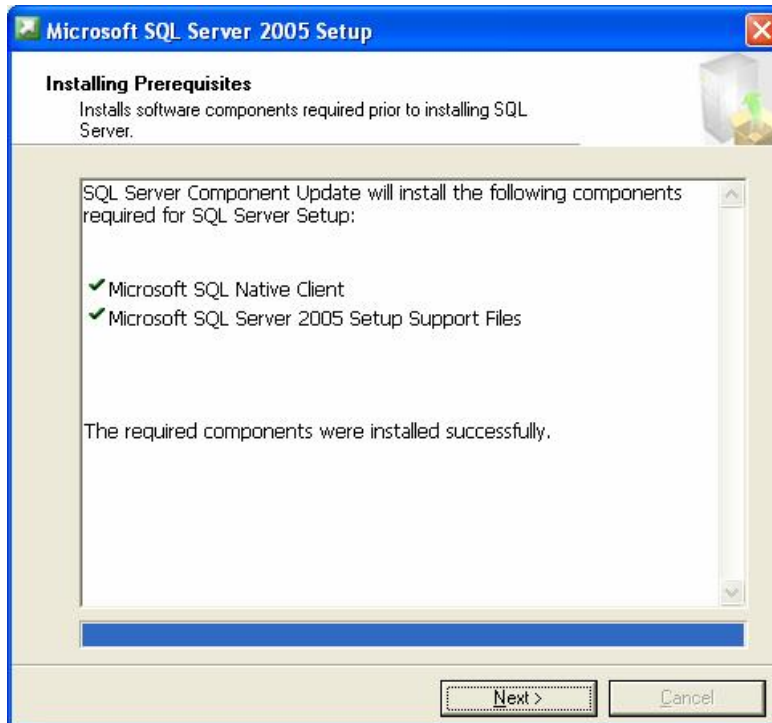 Microsoft SQL Server 2005 Setup
Installing Prerequisites
Installs software components required prior to installing SQL
Server.
SQL Server Component Update will install the following components
required for SQL Server Setup:
Microsoft SQL Native Client
Microsoft SQL Server 2005 Setup Support Files
The required components were installed successfully.
Next >
Cancel